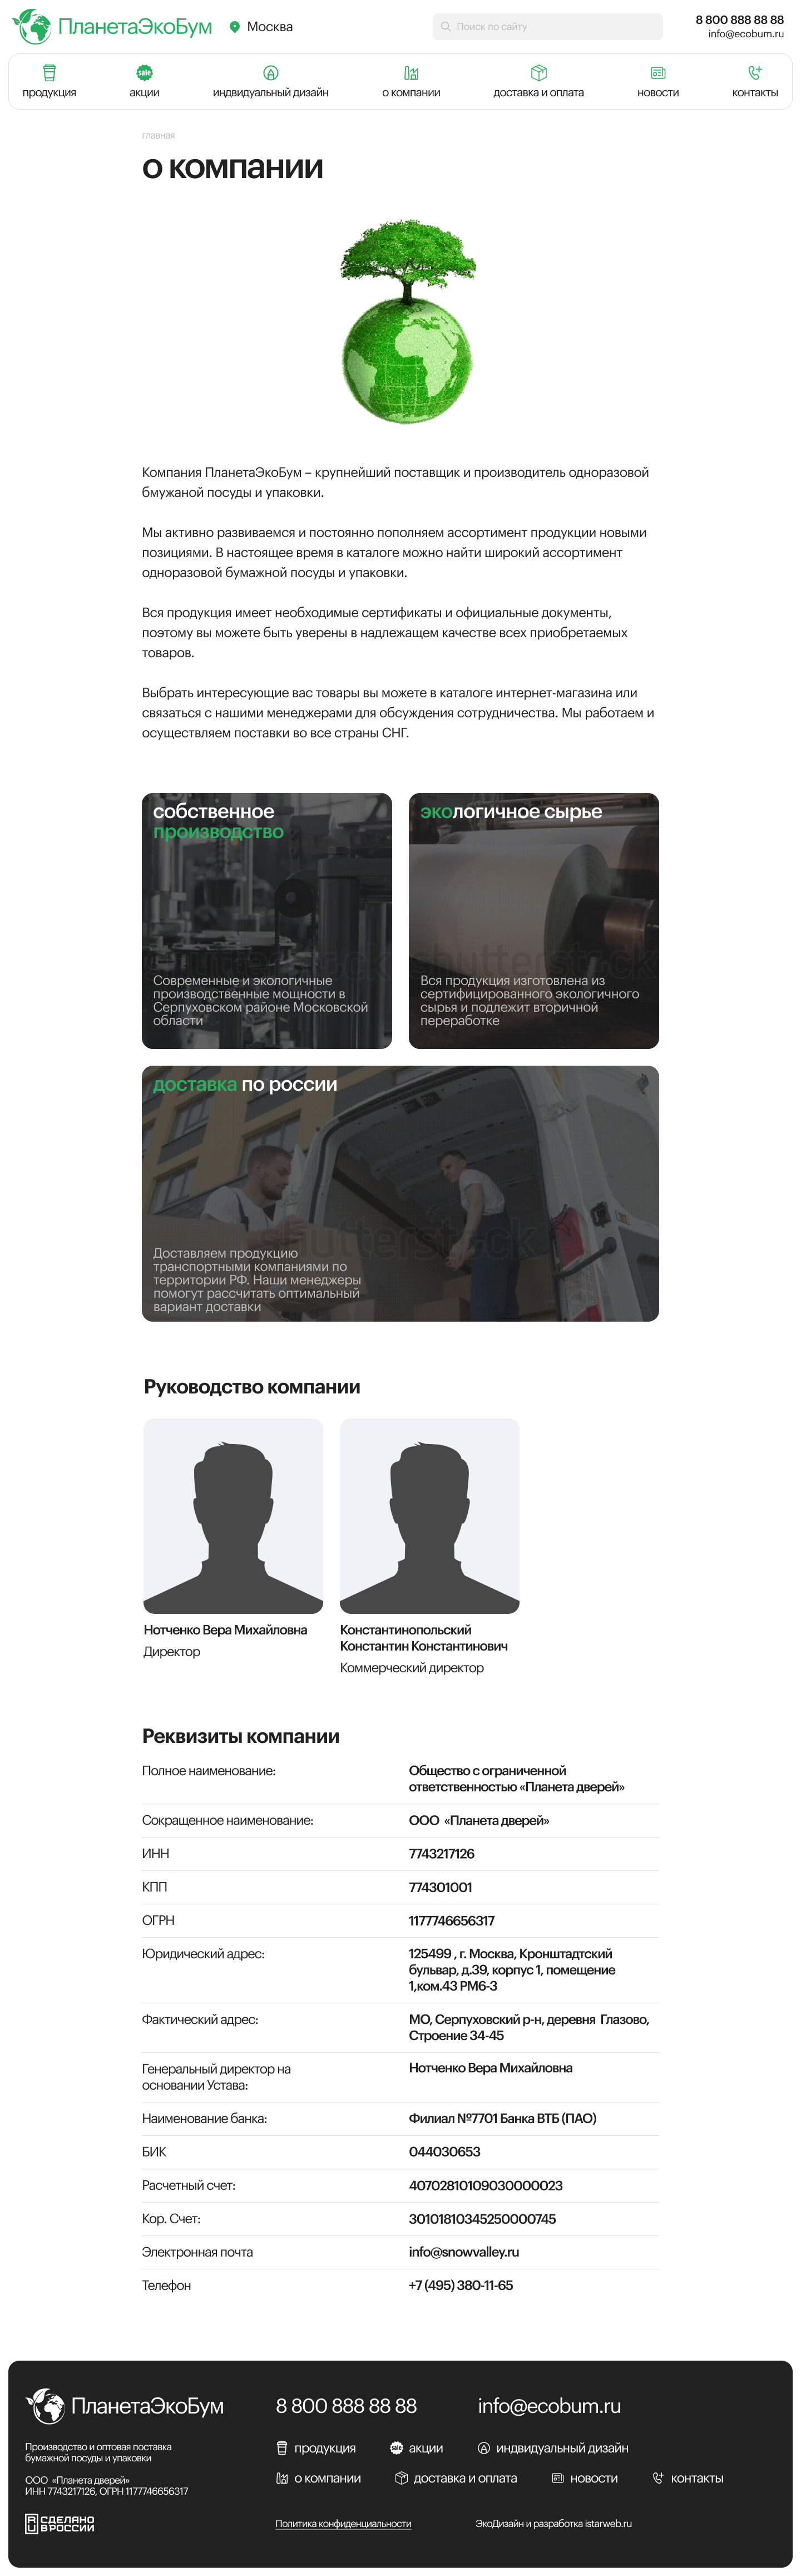 ПланетаЭкоБум
Москва
Поиск по сайту
8 800 888 88 88
info@ecobum.ru
продукция
sale
акции
индвидуальный дизайн
о компании
доставка и оплата
новости
контакты
главная
о компании
Компания ПланетаЭкоБум – крупнейший поставщик и производитель одноразовой
бмужаной посуды и упаковки.
Мы активно развиваемся и постоянно пополняем ассортимент продукции новыми
позициями. В настоящее время в каталоге можно найти широкий ассортимент
одноразовой бумажной посуды и упаковки.
Вся продукция имеет необходимые сертификаты и официальные документы,
поэтому вы можете быть уверены в надлежащем качестве всех приобретаемых
товаров.
Выбрать интересующие вас товары вы можете в каталоге интернет-магазина или
связаться с нашими менеджерами для обсуждения сотрудничества. Мы работаем и
осуществляем поставки во все страны СНГ.
собственное
производство
Современные и экологичные
производственные мощности в
Серпуховском районе Московской
области
экологичное сырье
shutterstock
Вся продукция изготовлена из
сертифицированного экологичного
сырья и подлежит вторичной
переработке
доставка по россии
shutterstock
Доставляем продукцию
транспортными компаниями по
территории РФ. Наши менеджеры
помогут рассчитать оптимальный
вариант доставки
Руководство компании
Нотченко Вера Михайловна
Директор
Константинопольский
Константин Константинович
Коммерческий директор
Реквизиты компании
Полное наименование:
Общество с ограниченной
ответственностью «Планета дверей»
Сокращенное наименование:
ООО «Планета дверей»
ИНН
7743217126
КПП
774301001
ОГРН
1177746656317
Юридический адрес:
125499 , г. Москва, Кронштадтский
бульвар, д.39, корпус 1, помещение
1,ком.43 РМ6-3
Фактический адрес:
МО, Серпуховский р-н, деревня Глазово,
Строение 34-45
Генеральный директор на
основании Устава:
Нотченко Вера Михайловна
Наименование банка:
Филиал №7701 Банка ВТБ (ПАО)
БИК
044030653
Расчетный счет:
40702810109030000023
Кор. Счет:
30101810345250000745
Электронная почта
info@snowvalley.ru
Телефон
+7 (495) 380-11-65
ПланетаЭкоБум
8 800 888 88 88
info@ecobum.ru
Производство и оптовая поставка
бумажной посуды и упаковки
ООО «Планета дверей»
ИНН 7743217126, ОГРН 1177746656317
СДЕЛАНО
В РОССИИ
продукция
sale
акции
индвидуальный дизайн
о компании
доставка и оплата
новости
контакты
Политика конфиденциальности
ЭкоДизайн и разработка istarweb.ru